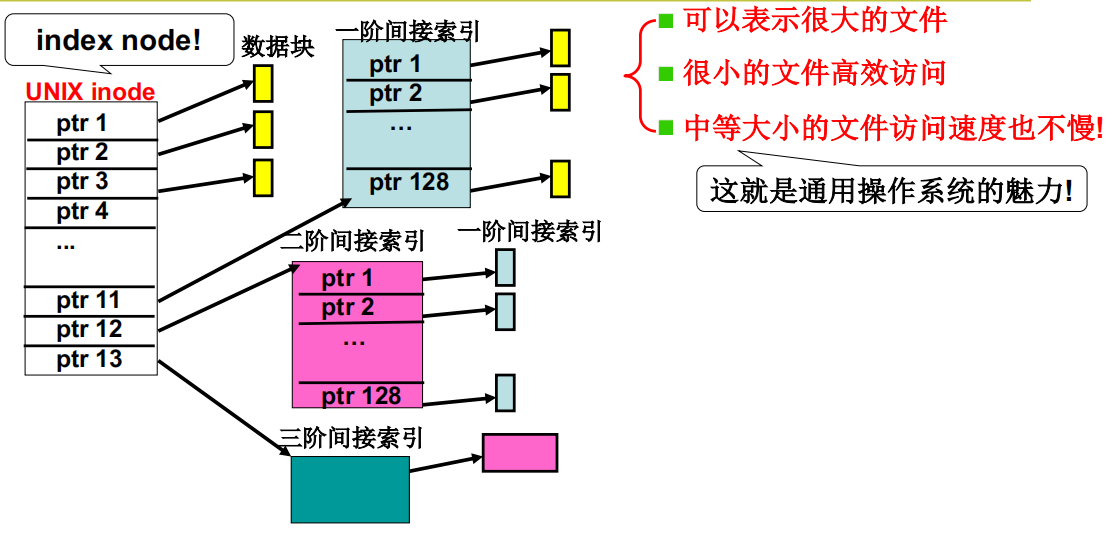 index node!
UNIX inode
ptr 1
ptr 2
ptr 3
ptr 4
...
ptr 11
ptr 12
ptr 13
数据块
一阶间接索引
ptr 1
ptr 2
…
ptr 128
二阶间接索引
ptr 1
ptr 2
…
ptr 128
一阶间接索引
三阶间接索引
可以表示很大的文件
很小的文件高效访问
中等大小的文件访问速度也不慢!
这就是通用操作系统的魅力!